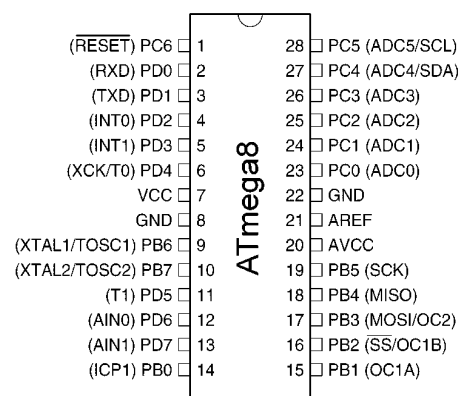 (RESET) PC6 1 28 PC5 (ADC5/SCL)
(RXD) PD0 2 27 PC4 (ADC4/SDA)
(TXD) PD1 3 26 PC3 (ADC3)
(INT0) PD2 4 25 PC2 (ADC2)
(INT1) PD3 5 24 PC1 (ADC1)
(XCK/T0) PD4 6 23 PC0 (ADC0)
VCC 7 22 GND
GND 8 21 AREF
(XTAL1/TOSC1) PB6 9 20 AVCC
(XTAL2/TOSC2) PB7 10 19 PB5 (SCK)
(T1) PD5 11 18 PB4 (MISO)
(AIN0) PD6 12 17 PB3 (MOSI/OC2)
(AIN1) PD7 13 16 PB2 (SS/OC1B)
(ICP1) PB0 14 15 PB1 (OC1A)
ATmega8